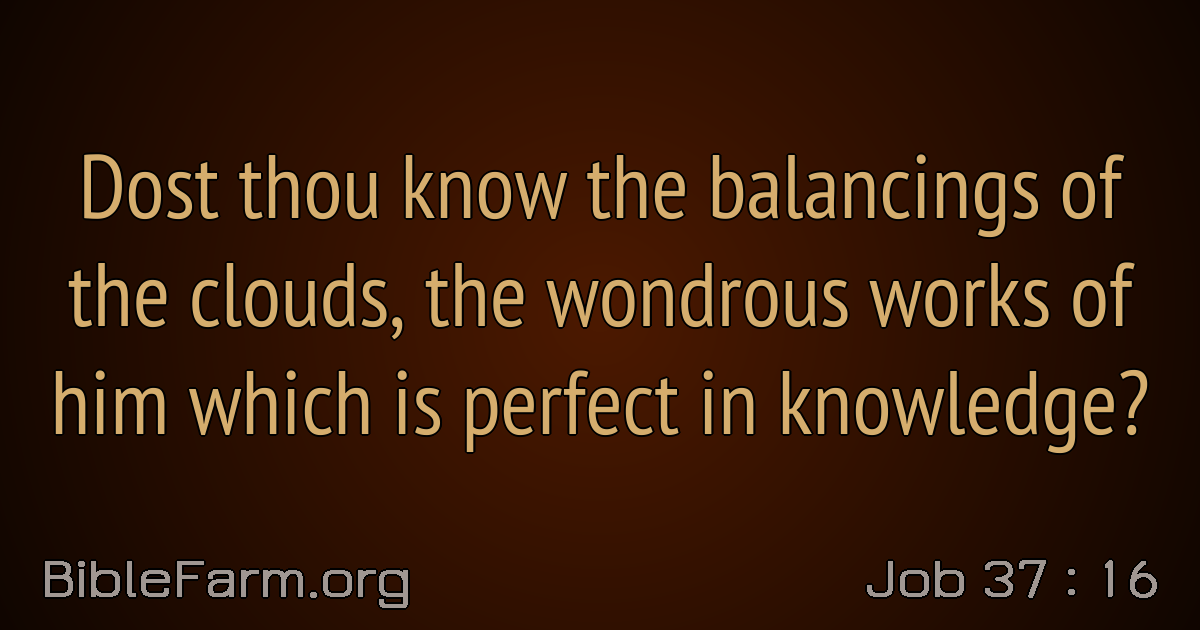 Dost thou know the balancings of
the clouds, the wondrous works of
him which is perfect in knowledge?
BibleFarm.org
Job 37 : 16